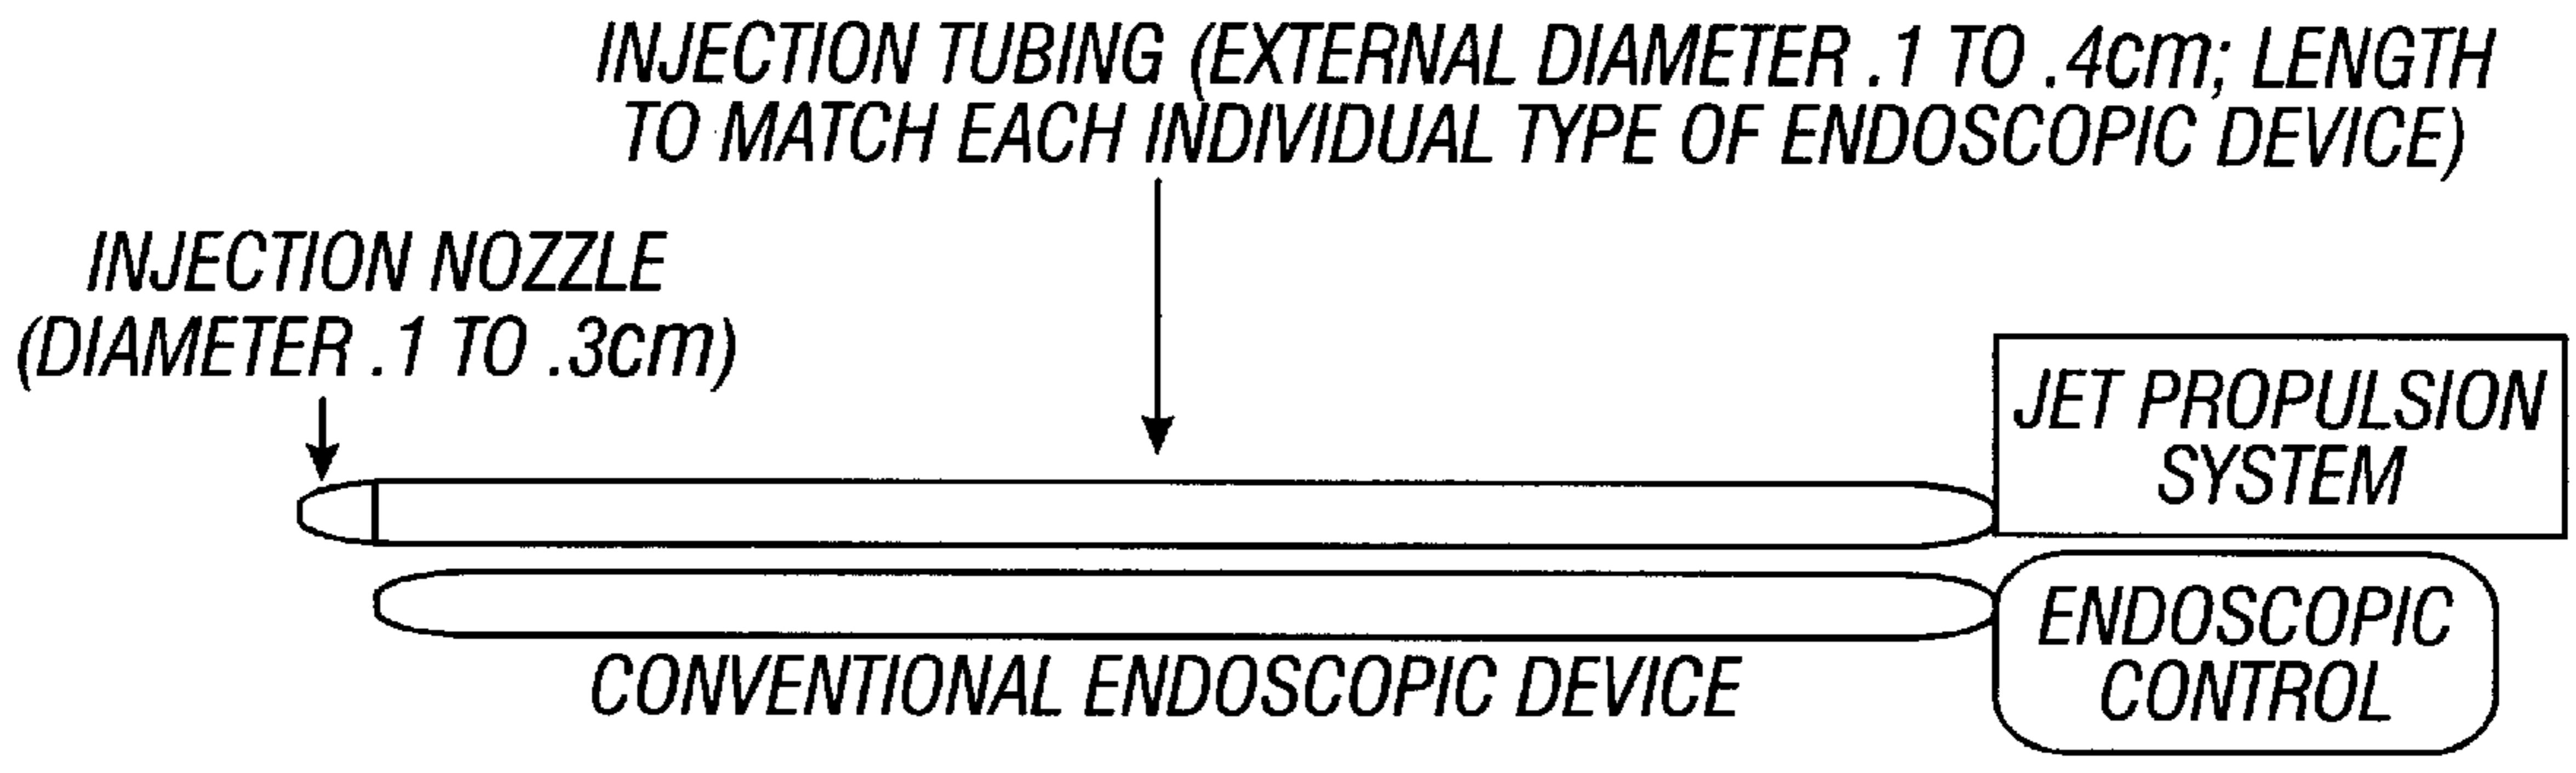 INJECTION TUBING (EXTERNAL DIAMETER .1 TO .4cm; LENGTH
TO MATCH EACH INDIVIDUAL TYPE OF ENDOSCOPIC DEVICE)
INJECTION NOZZLE
(DIAMETER .1 TO .3cm)
JET PROPULSION
SYSTEM
ENDOSCOPIC
CONTROL
CONVENTIONAL ENDOSCOPIC DEVICE